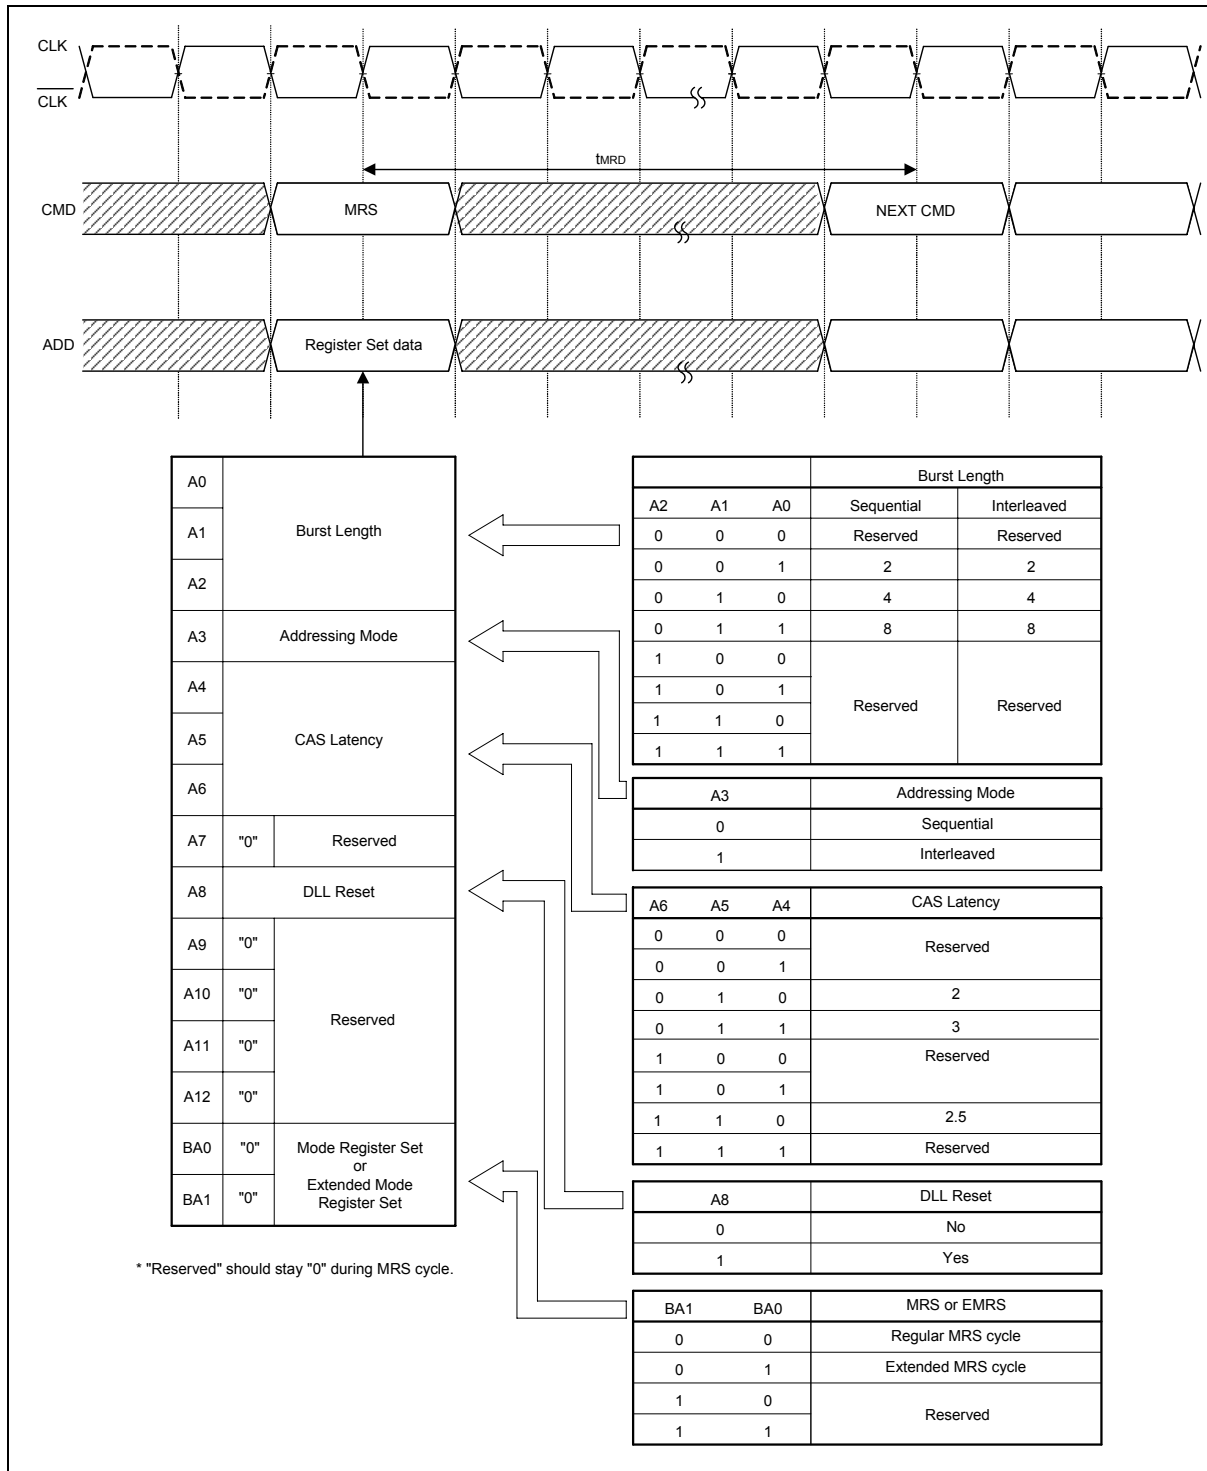 CLK
CLK
tMRD
CMD
MRS
NEXT CMD
ADD
Register Set data
A0
A1
A2
Burst Length
A3
Addressing Mode
A4
A5
A6
CAS Latency
A7 "0" Reserved
A8 DLL Reset
A9 "0"
A10 "0"
A11 "0"
A12 "0"
Reserved
BA0 "0"
BA1 "0"
Mode Register Set
or
Extended Mode
Register Set
* "Reserved" should stay "0" during MRS cycle.
Burst Length
A2 A1 A0 Sequential Interleaved
0 0 0 Reserved Reserved
0 0 1 2 2
0 1 0 4 4
0 1 1 8 8
1 0 0
1 0 1
Reserved Reserved
1 1 0
1 1 1
A3 Addressing Mode
0 Sequential
1 Interleaved
A6 A5 A4 CAS Latency
0 0 0
Reserved
0 0 1
0 1 0 2
0 1 1 3
1 0 0 Reserved
1 0 1
1 1 0 2.5
1 1 1 Reserved
A8 DLL Reset
0 No
1 Yes
BA1 BA0 MRS or EMRS
0 0 Regular MRS cycle
0 1 Extended MRS cycle
1 0
Reserved
1 1